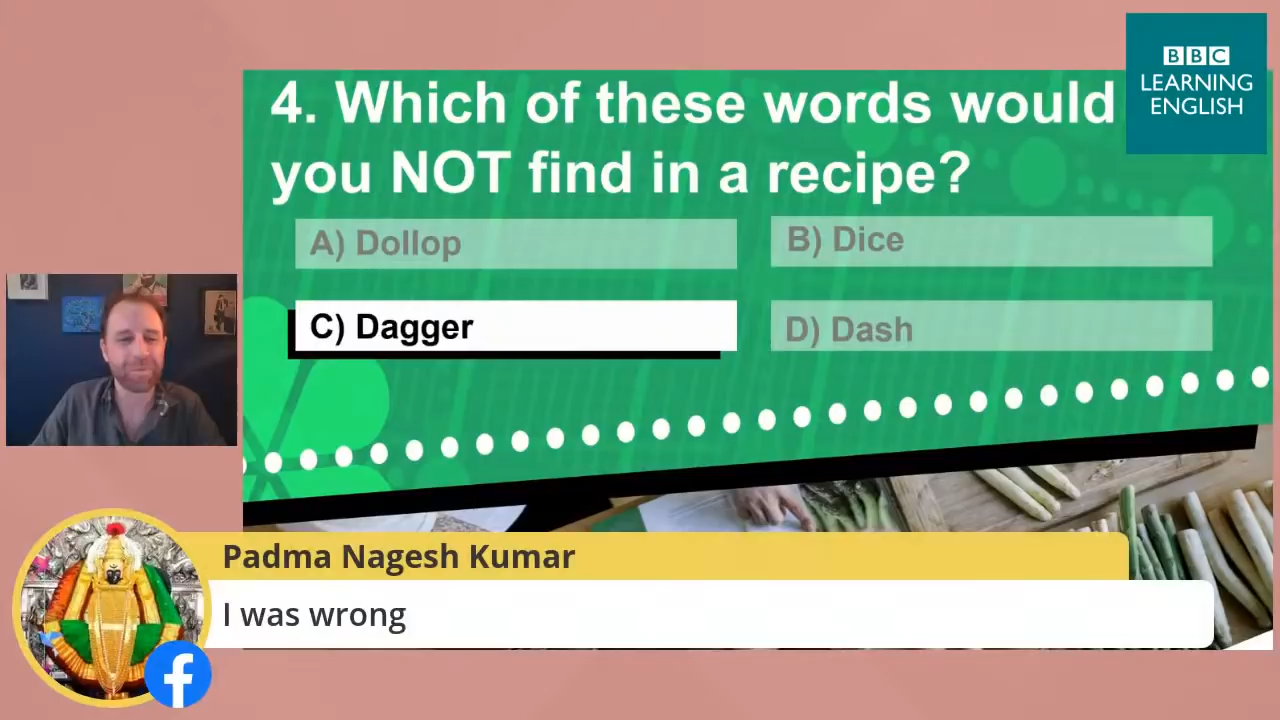 4. Which of these words would
you NOT find in a recipe?
BBC
LEARNING
ENGLISH
A) Dollop
B) Dice
C) Dagger
D) Dash
Padma Nagesh Kumar
I was wrong